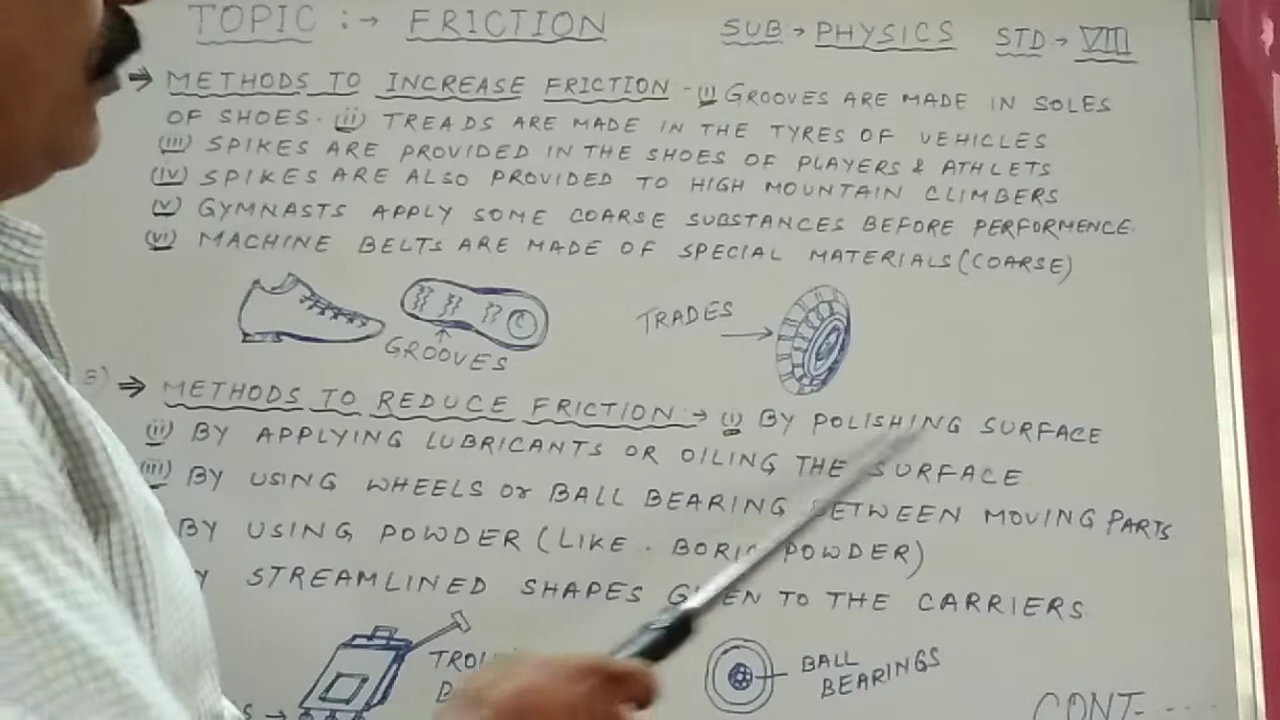 TOPIC :→ FRICTION SUB → PHYSICS STD → VIII
⇒ METHODS TO INCREASE FRICTION - (i) GROOVES ARE MADE IN SOLES
OF SHOES. (ii) TREADS ARE MADE IN THE TYRES OF VEHICLES
(iii) SPIKES ARE PROVIDED IN THE SHOES OF PLAYERS & ATHLETS
(iv) SPIKES ARE ALSO PROVIDED TO HIGH MOUNTAIN CLIMBERS
(v) GYMNASTS APPLY SOME COARSE SUBSTANCES BEFORE PERFORMENCE.
(vi) MACHINE BELTS ARE MADE OF SPECIAL MATERIALS (COARSE)
TRADES →
GROOVES
⇒ METHODS TO REDUCE FRICTION :→ (i) BY POLISHING SURFACE
(ii) BY APPLYING LUBRICANTS OR OILING THE SURFACE
(iii) BY USING WHEELS or BALL BEARING BETWEEN MOVING PARTS
BY USING POWDER (LIKE. BORIC POWDER)
STREAMLINED SHAPES GIVEN TO THE CARRIERS
BALL
BEARINGS
CONT- ....